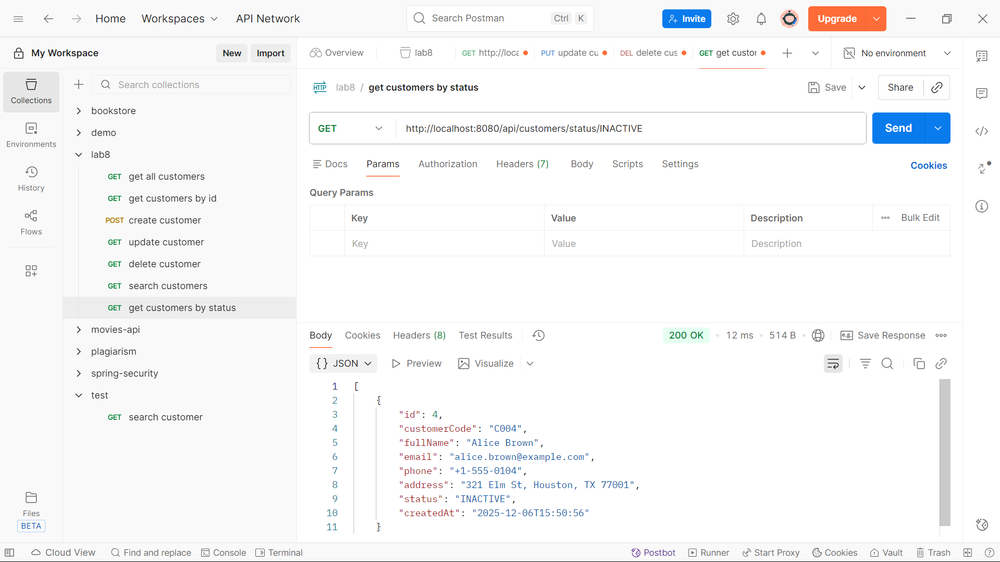 Home Workspaces API Network Search Postman Ctrl K Invite Upgrade
My Workspace New Import
Overview lab8 GET http://loca PUT update cu DEL delete cus GET get custor No environment
Search collections
Collections
Environments
History
Flows
Files
BETA
bookstore
demo
lab8
GET get all customers
GET get customers by id
POST create customer
GET update customer
GET delete customer
GET search customers
GET get customers by status
movies-api
plagiarism
spring-security
test
GET search customer
HTTP lab8 / get customers by status Save Share
GET http://localhost:8080/api/customers/status/INACTIVE Send
Docs Params Authorization Headers (7) Body Scripts Settings Cookies
Query Params
Key Value Description Bulk Edit
Key Value Description
Body Cookies Headers (8) Test Results 200 OK 12 ms 514 B e.g. Save Response
{} JSON Preview Visualize
1 [
2 {
3 "id": 4,
4 "customerCode": "C004",
5 "fullName": "Alice Brown",
6 "email": "alice.brown@example.com",
7 "phone": "+1-555-0104",
8 "address": "321 Elm St, Houston, TX 77001",
9 "status": "INACTIVE",
10 "createdAt": "2025-12-06T15:50:56"
11 }
Cloud View Find and replace Console Terminal Postbot Runner Start Proxy Cookies Vault Trash